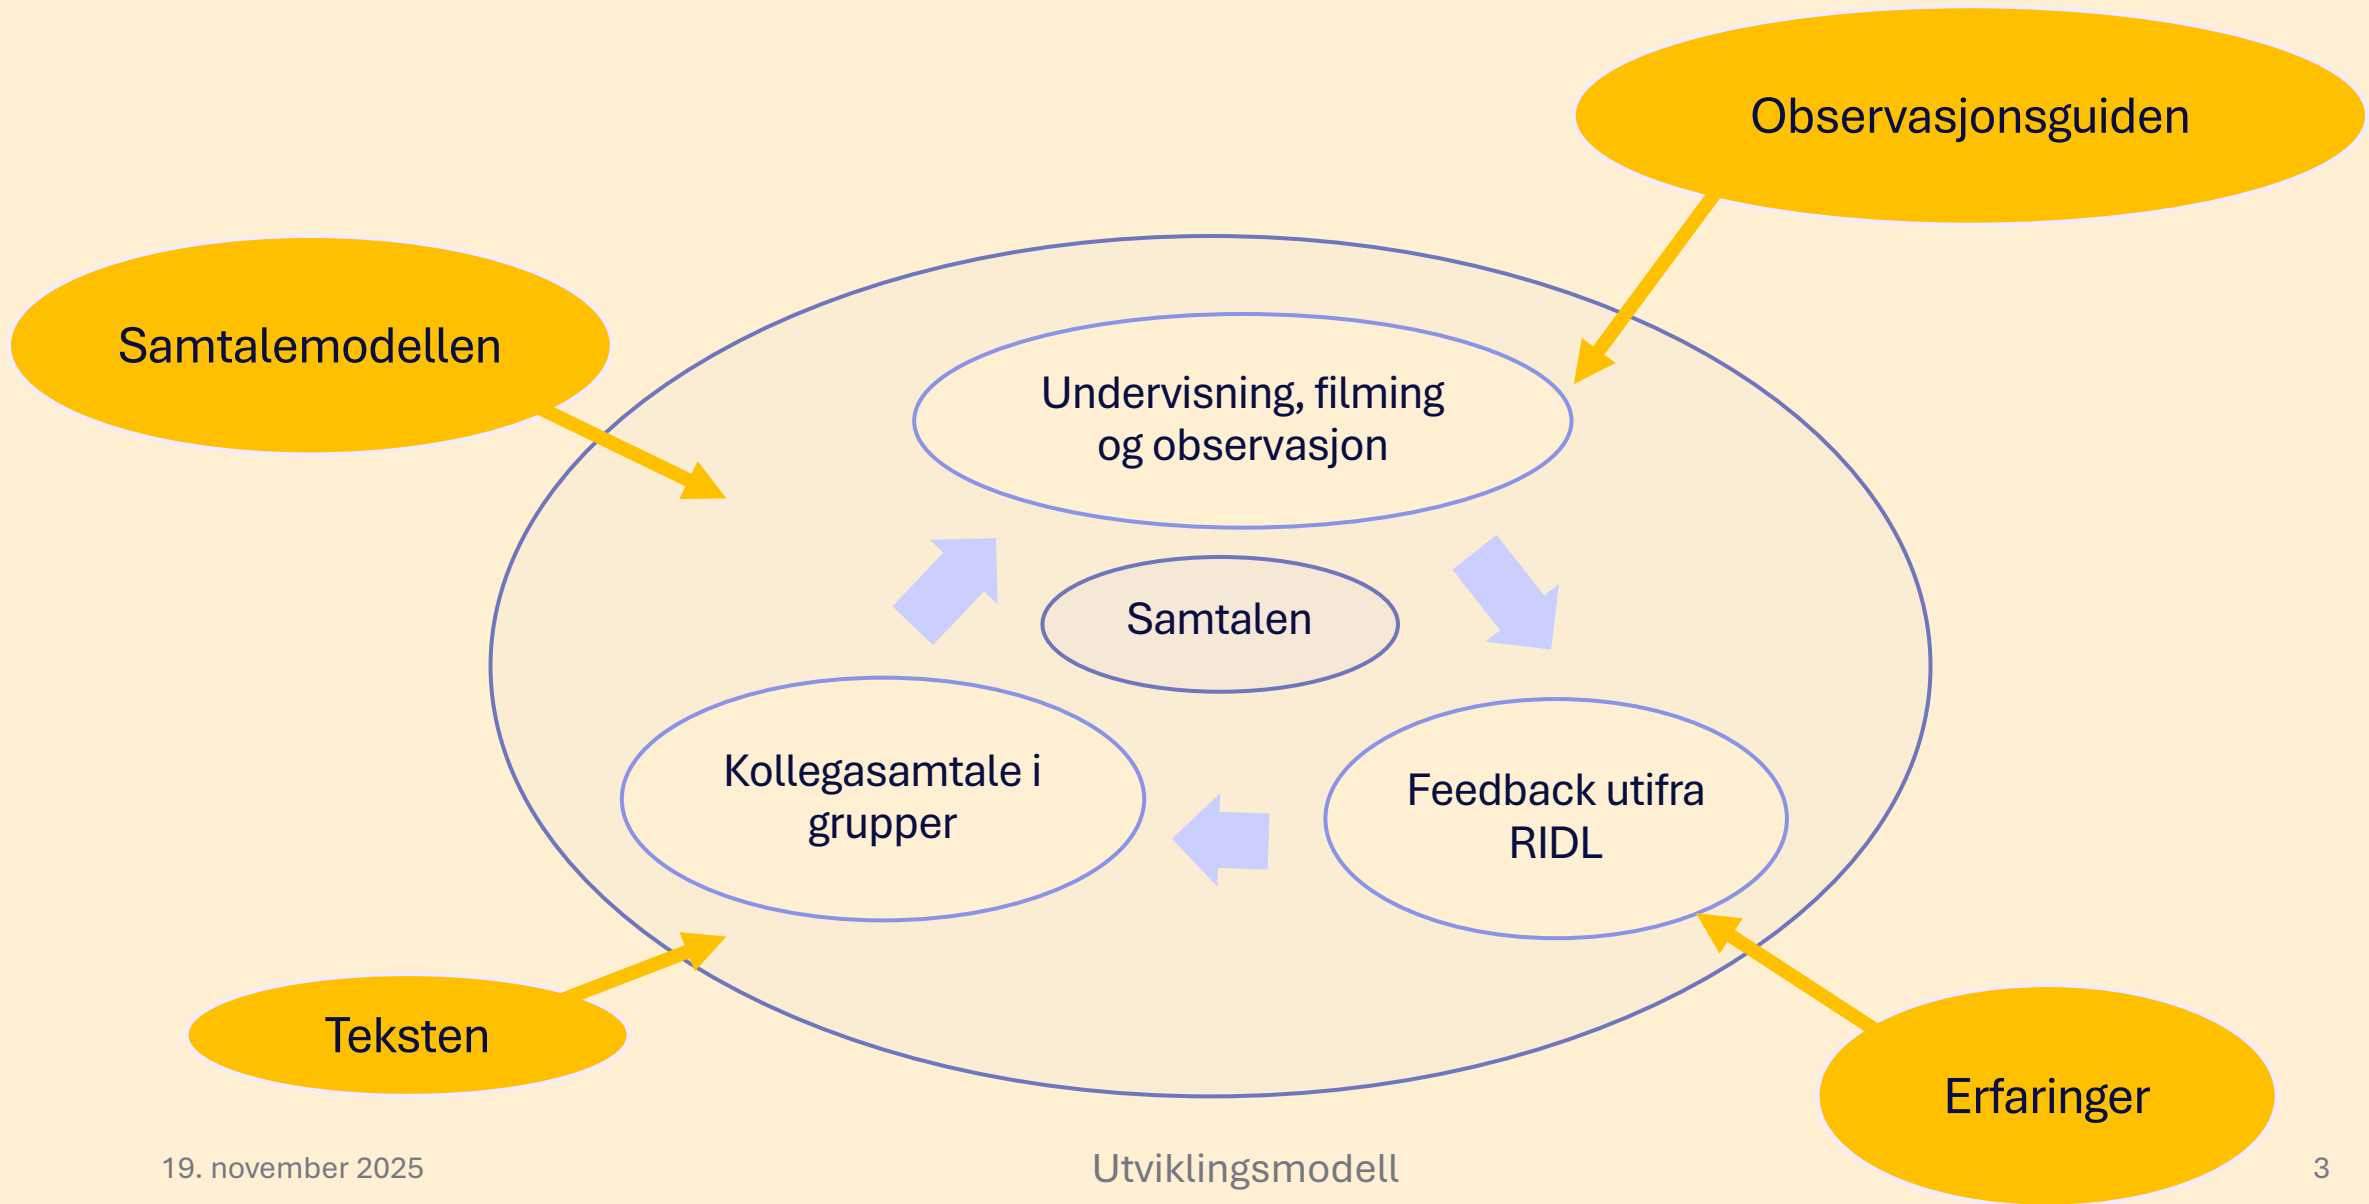 Observasjonsguiden
Samtalemodellen
Undervisning, filming
og observasjon
Samtalen
Kollegasamtale i
grupper
Feedback utifra
RIDL
Teksten
Erfaringer
19. november 2025
Utviklingsmodell
3